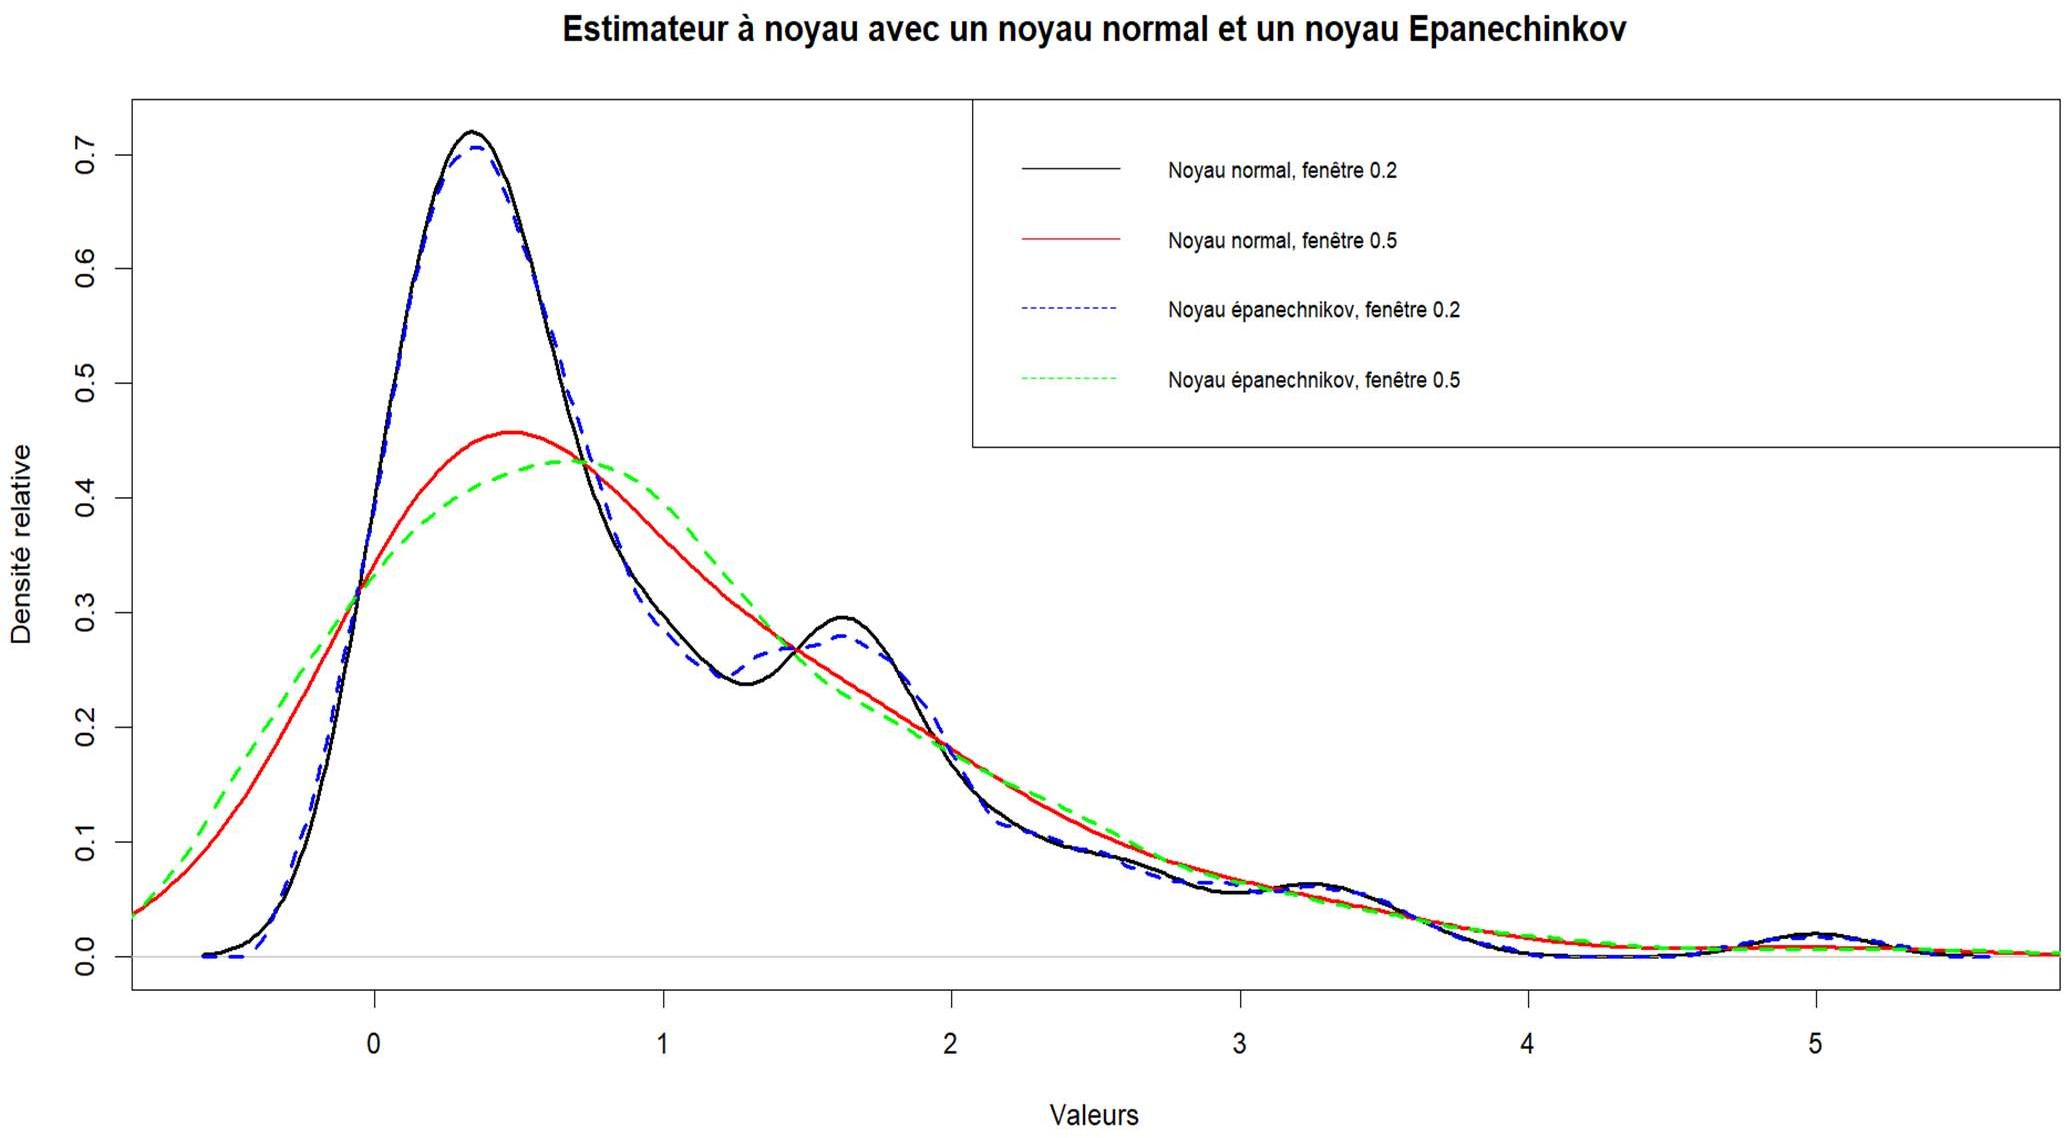 Estimateur à noyau avec un noyau normal et un noyau Epanechinkov
Noyau normal, fenêtre 0.2
Noyau normal, fenêtre 0.5
Noyau épanechnikov, fenêtre 0.2
Noyau épanechnikov, fenêtre 0.5
Densité relative
0.7
0.6
0.5
0.4
0.3
0.2
0.1
0.0
0 1 2 3 4 5
Valeurs